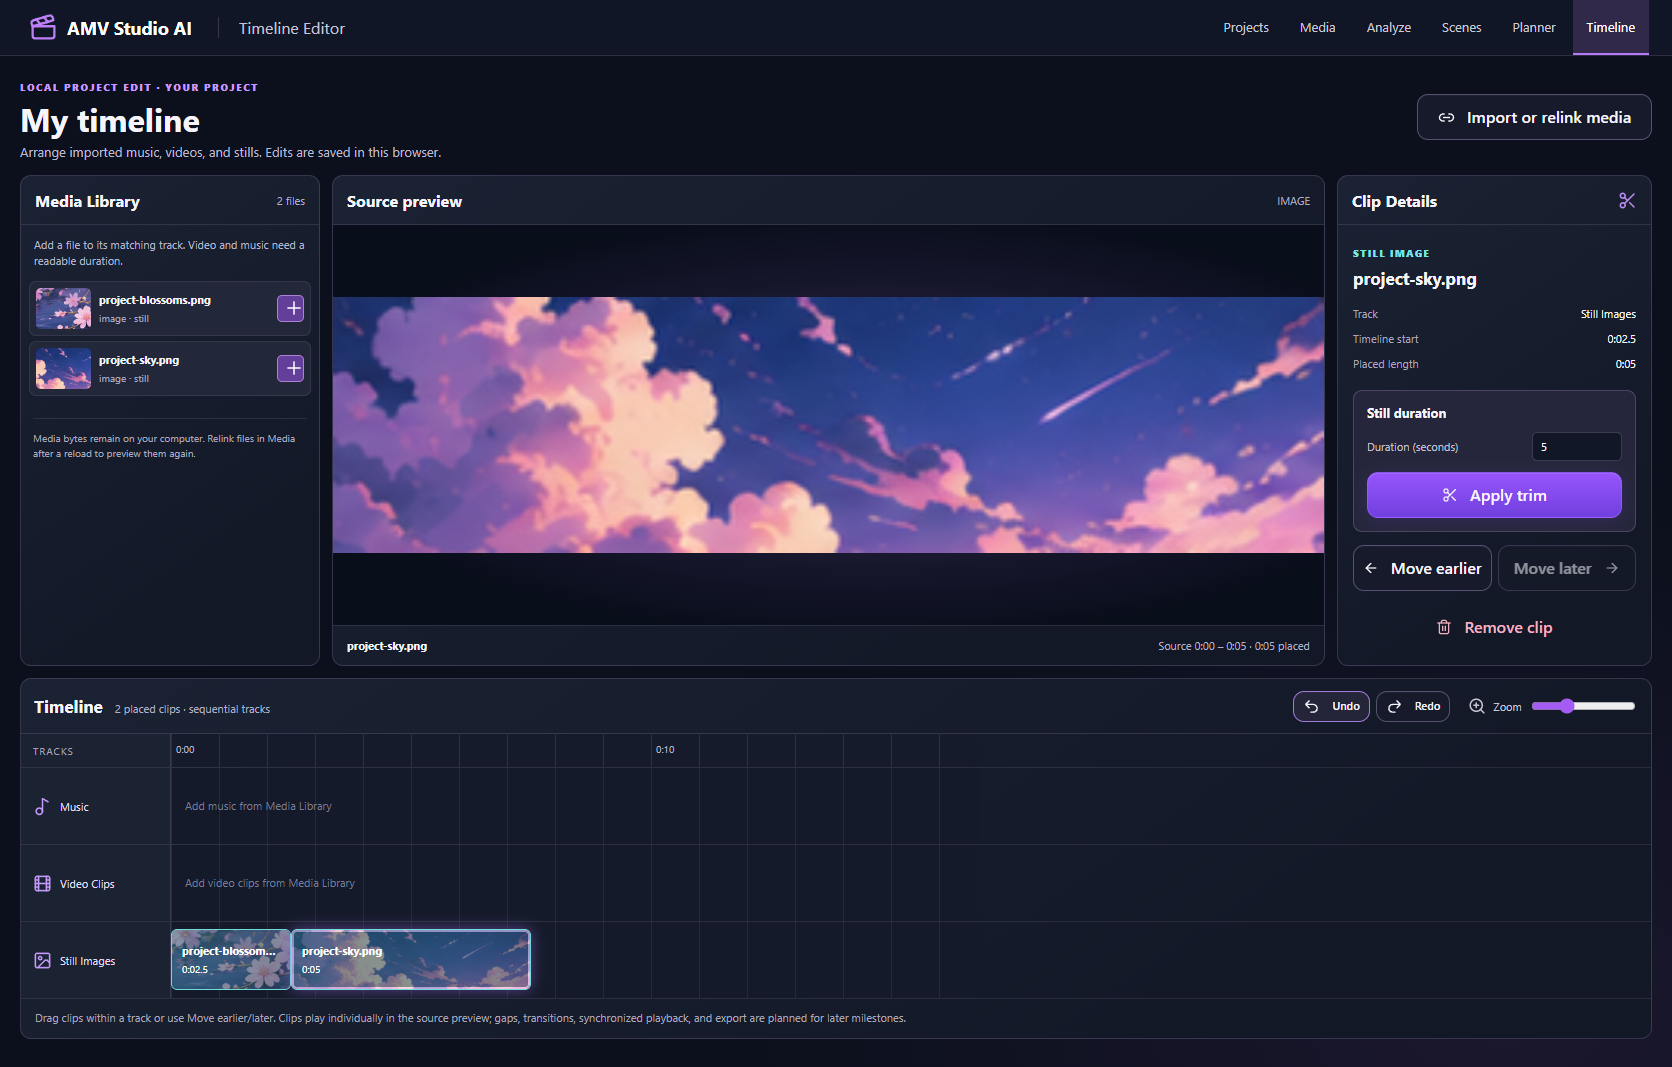 AMV Studio AI
Timeline Editor
Projects
Media
Analyze
Scenes
Planner
Timeline
LOCAL PROJECT EDIT • YOUR PROJECT
My timeline
Arrange imported music, videos, and stills. Edits are saved in this browser.
Import or relink media
Media Library
2 files
Add a file to its matching track. Video and music need a
readable duration.
project-blossoms.png
image · still
project-sky.png
image · still
Media bytes remain on your computer. Relink files in Media
after a reload to preview them again.
Source preview
IMAGE
project-sky.png
Source 0:00 – 0:05 · 0:05 placed
Clip Details
STILL IMAGE
project-sky.png
Track
Still Images
Timeline start
0:02.5
Placed length
0:05
Still duration
Duration (seconds)
5
Apply trim
Move earlier
Move later
Remove clip
Timeline
2 placed clips · sequential tracks
Undo
Redo
Zoom
TRACKS
0:00
0:10
Music
Add music from Media Library
Video Clips
Add video clips from Media Library
Still Images
project-blossom...
0:02.5
project-sky.png
0:05
Drag clips within a track or use Move earlier/later. Clips play individually in the source preview; gaps, transitions, synchronized playback, and export are planned for later milestones.